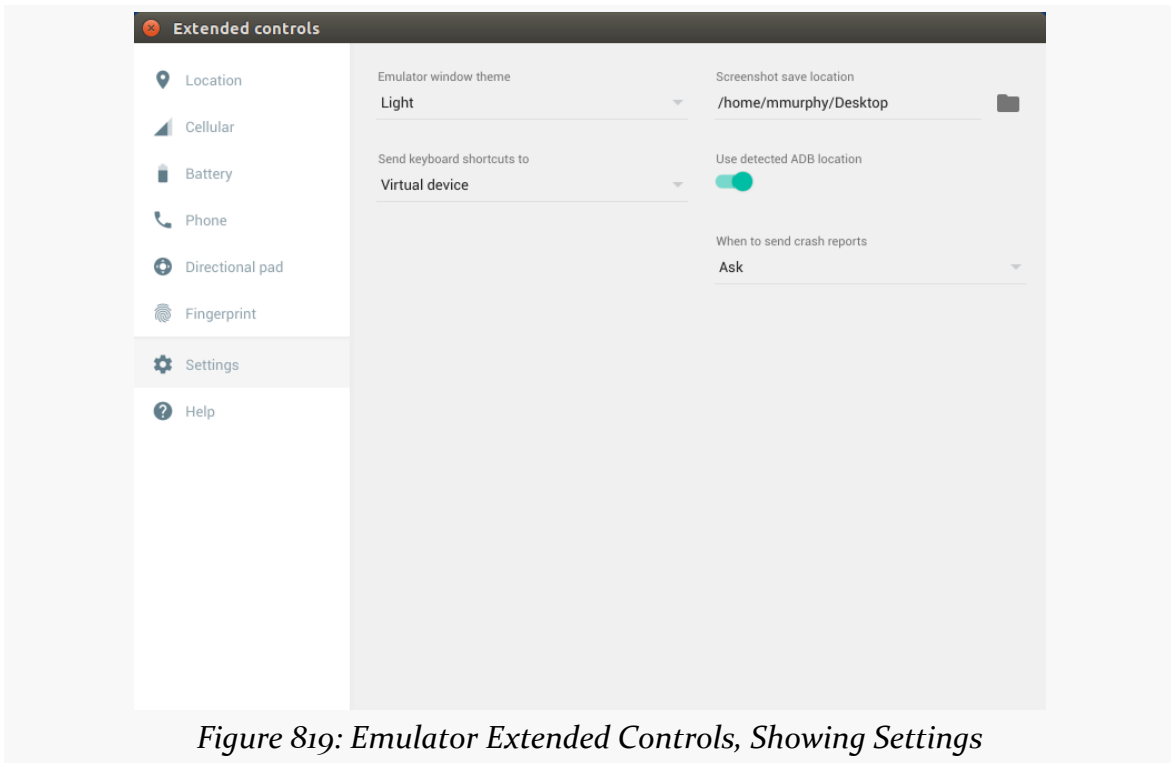 Extended controls
Location
Cellular
Battery
Phone
Directional pad
Fingerprint
Settings
Help
Emulator window theme
Light
Send keyboard shortcuts to
Virtual device
Screenshot save location
/home/mmurphy/Desktop
Use detected ADB location
When to send crash reports
Ask
Figure 819: Emulator Extended Controls, Showing Settings